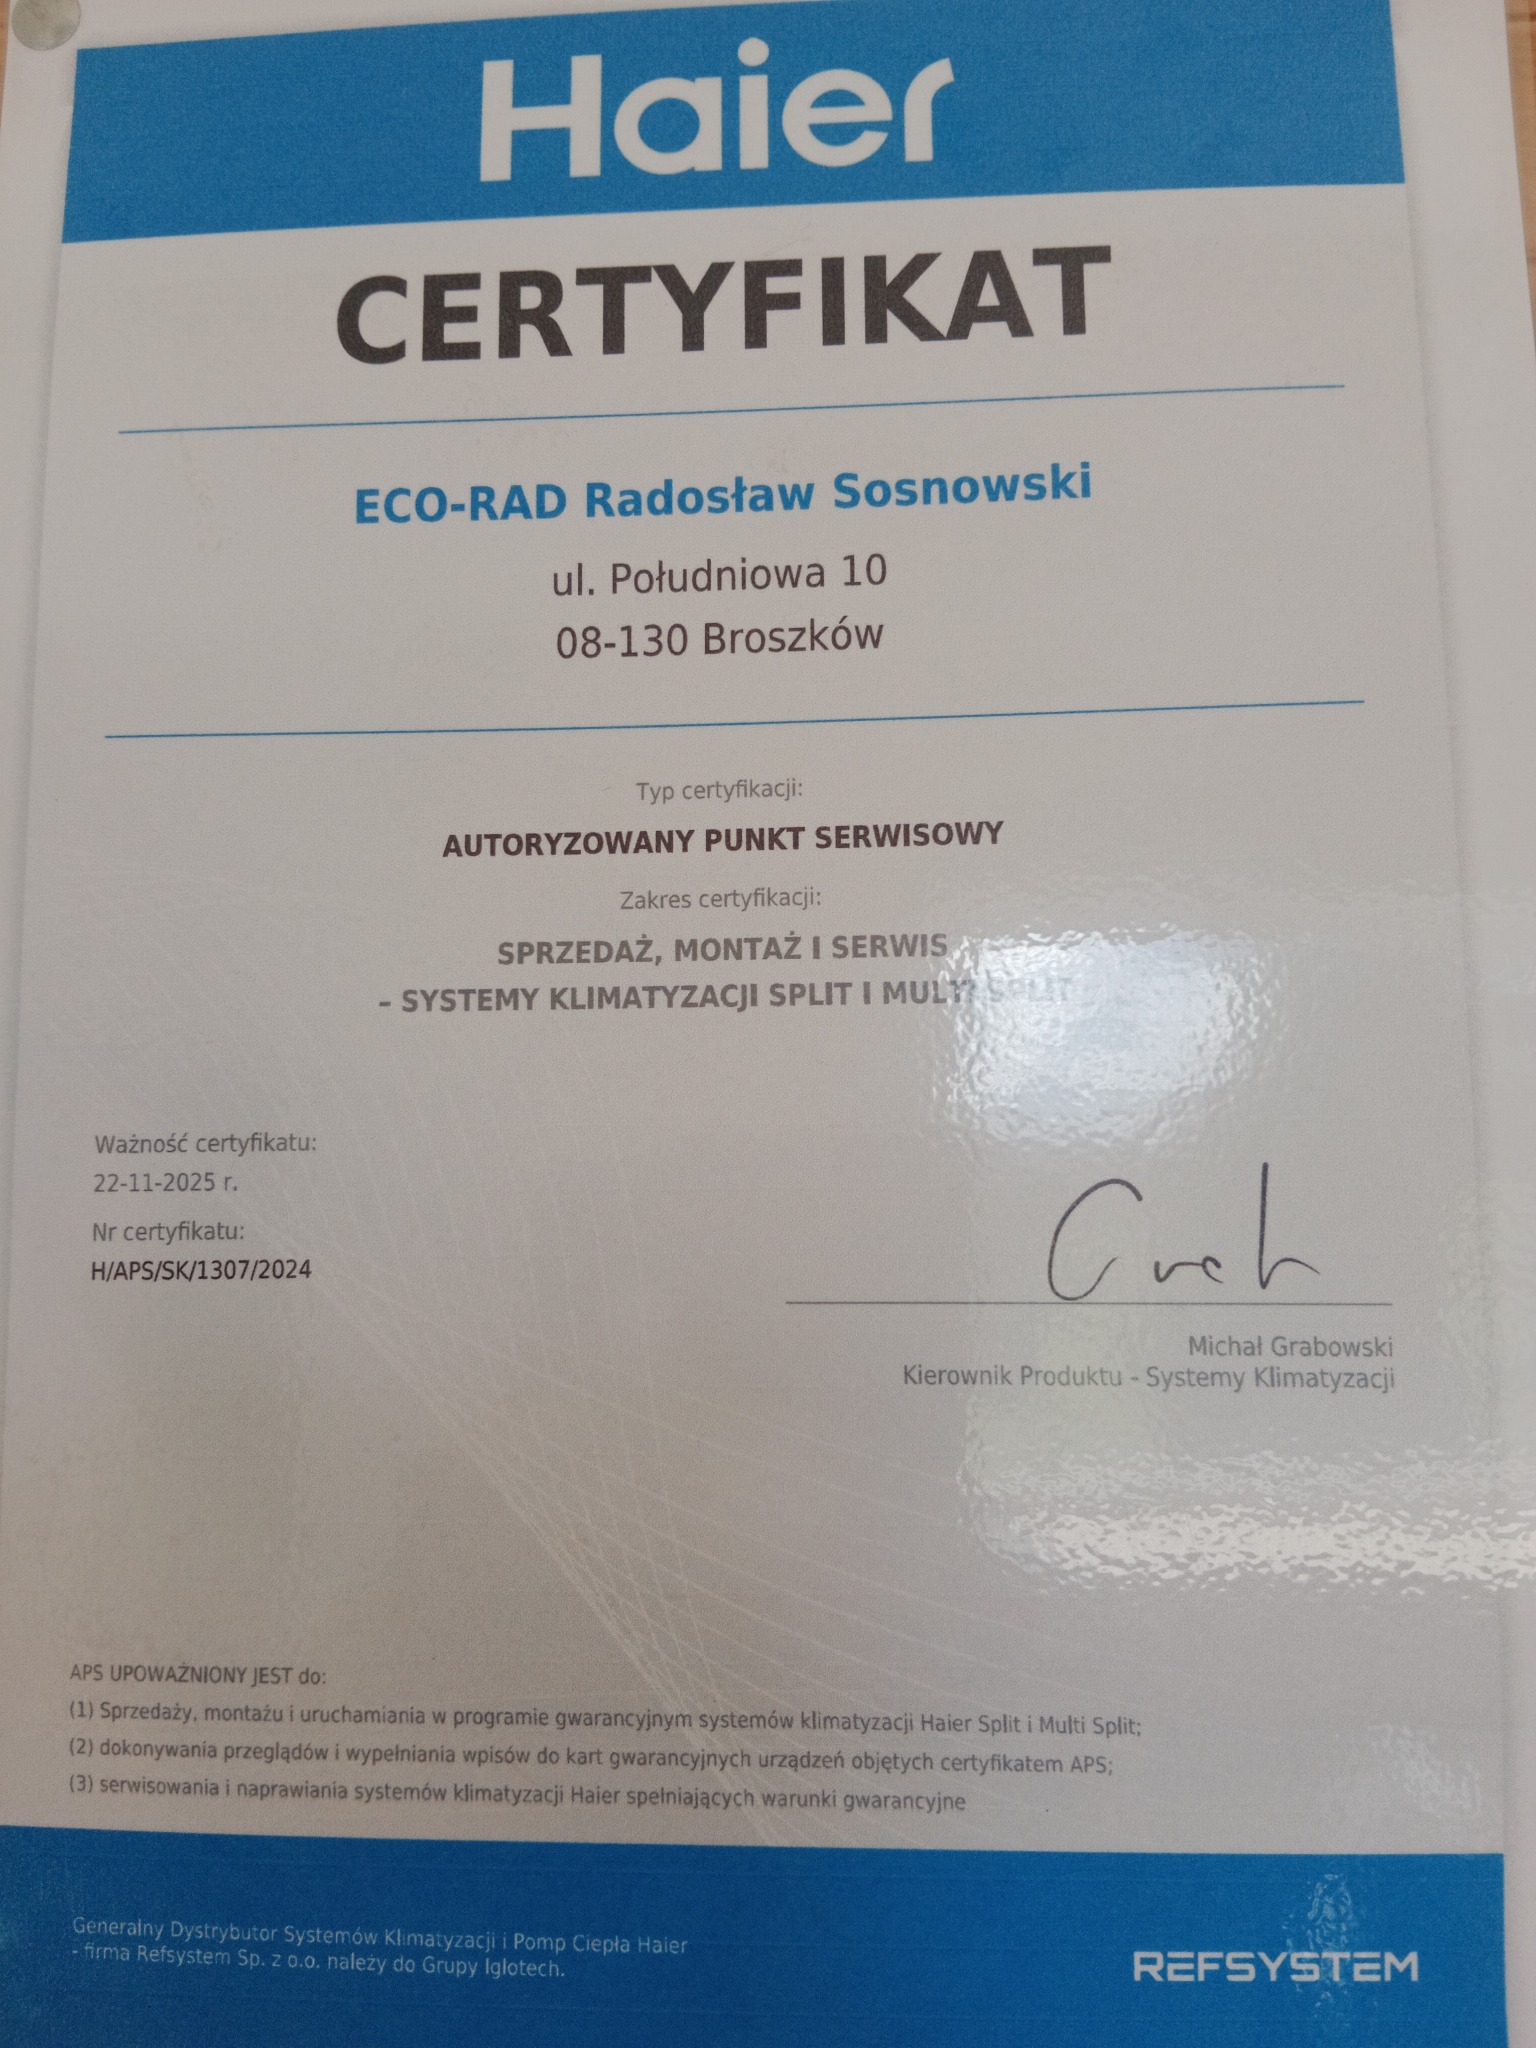 Haier
CERTYFIKAT
ECO-RAD Radosław Sosnowski
ul. Południowa 10
08-130 Broszków
Typ certyfikacji:
AUTORYZOWANY PUNKT SERWISOWY
Zakres certyfikacji:
SPRZEDAŻ, MONTAŻ I SERWIS
– SYSTEMY KLIMATYZACJI SPLIT I MULTI SPLIT
Ważność certyfikatu:
22-11-2025 r.
Nr certyfikatu:
H/APS/SK/1307/2024
Michał Grabowski
Kierownik Produktu - Systemy Klimatyzacji
APS UPOWAŻNIONY JEST do:
(1) Sprzedaży, montażu i uruchamiania w programie gwarancyjnym systemów klimatyzacji Haier Split i Multi Split;
(2) dokonywania przeglądów i wypełniania wpisów do kart gwarancyjnych urządzeń objętych certyfikatem APS;
(3) serwisowania i naprawiania systemów klimatyzacji Haier spełniających warunki gwarancyjne
Generalny Dystrybutor Systemów Klimatyzacji i Pomp Ciepła Haier
- firma Refsystem Sp. z o.o. należy do Grupy Iglotech.
REFSYSTEM